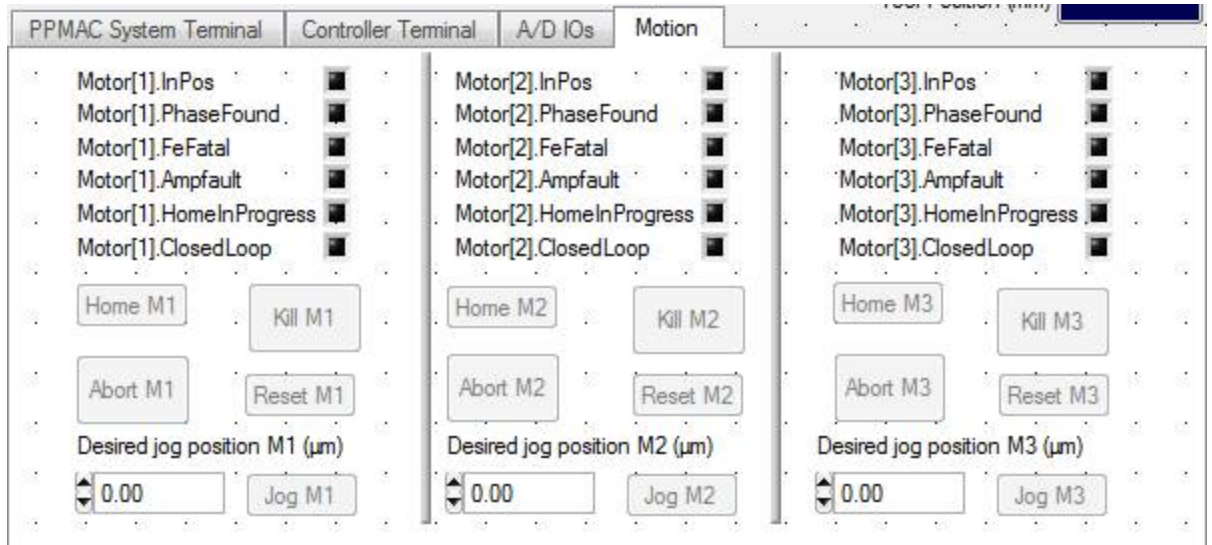 PPMAC System Terminal Controller Terminal A/D IOs Motion
Motor[1].InPos
Motor[1].PhaseFound
Motor[1].FeFatal
Motor[1].Ampfault
Motor[1].HomeInProgress
Motor[1].ClosedLoop
Home M1
Kill M1
Abort M1
Reset M1
Desired jog position M1 (µm)
0.00
Jog M1
Motor[2].InPos
Motor[2].PhaseFound
Motor[2].FeFatal
Motor[2].Ampfault
Motor[2].HomeInProgress
Motor[2].ClosedLoop
Home M2
Kill M2
Abort M2
Reset M2
Desired jog position M2 (µm)
0.00
Jog M2
Motor[3].InPos
Motor[3].PhaseFound
Motor[3].FeFatal
Motor[3].Ampfault
Motor[3].HomeInProgress
Motor[3].ClosedLoop
Home M3
Kill M3
Abort M3
Reset M3
Desired jog position M3 (µm)
0.00
Jog M3